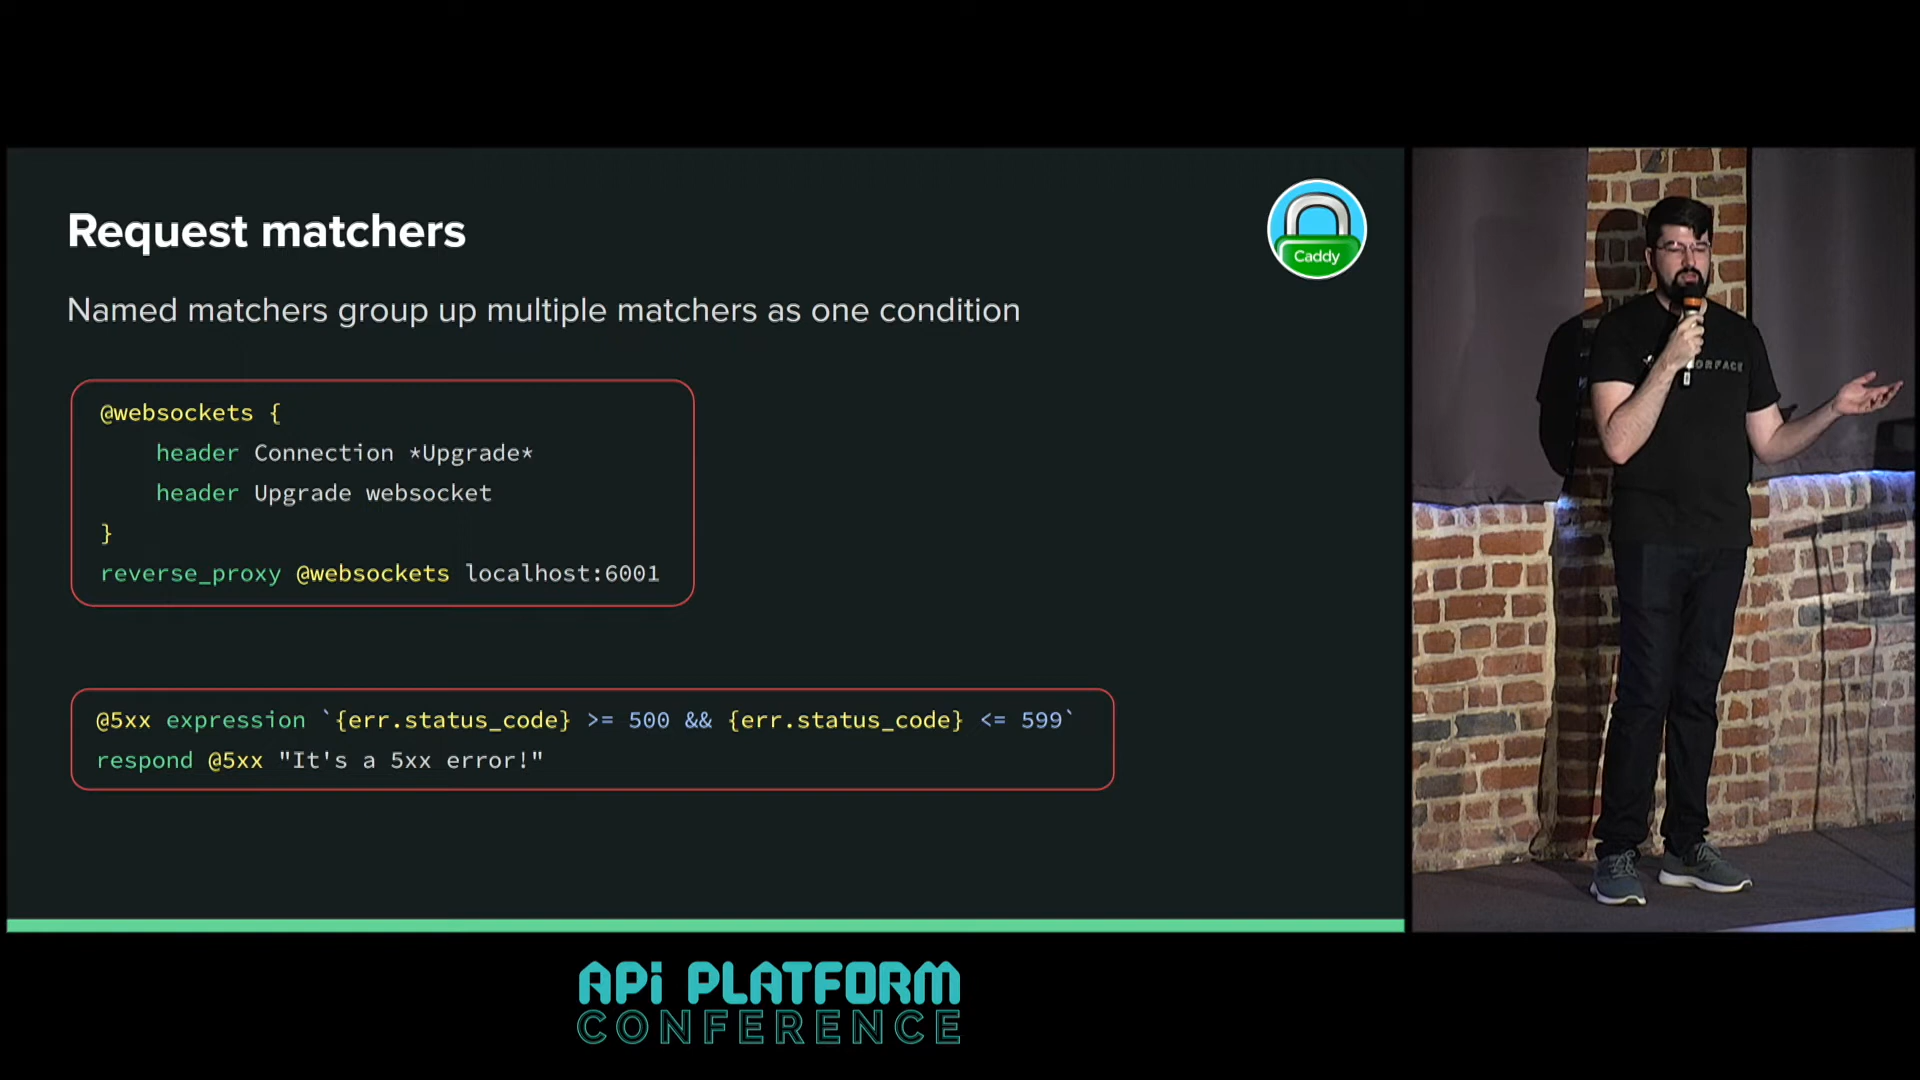 Request matchers
Caddy
Named matchers group up multiple matchers as one condition
@websockets {
header Connection *Upgrade*
header Upgrade websocket
}
reverse_proxy @websockets localhost:6001
@5xx expression `{err.status_code} >= 500 && {err.status_code} <= 599`
respond @5xx "It's a 5xx error!"
APi PLATFORM
CONFERENCE